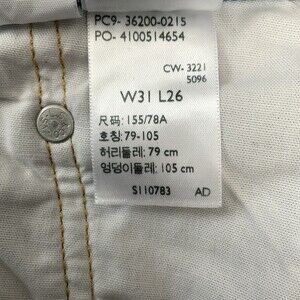 PC9- 36200-0215
PO- 4100514654
CW- 3221
5096
W31 L26
尺码: 155/78A
호칭: 79-105
허리둘레: 79 cm
엉덩이둘레: 105 cm
S110783 AD